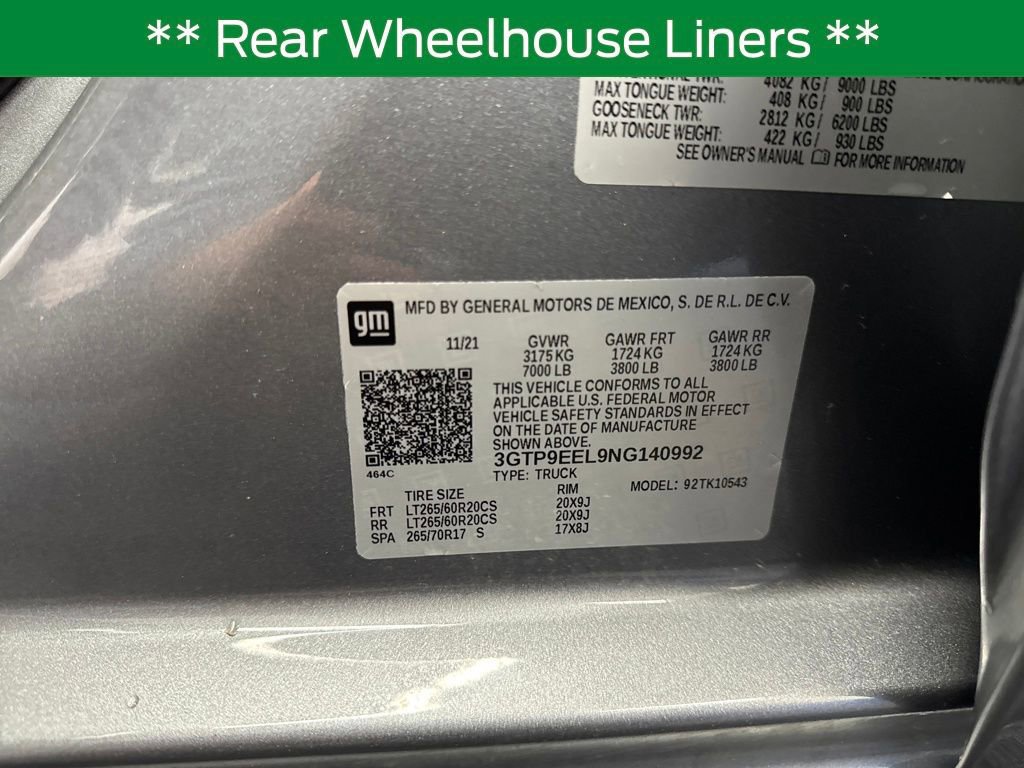 ** Rear Wheelhouse Liners **
4082 KG/ 9000 LBS
MAX TONGUE WEIGHT: 408 KG/ 900 LBS
GOOSENECK TWR: 2812 KG/ 6200 LBS
MAX TONGUE WEIGHT: 422 KG/ 930 LBS
SEE OWNER'S MANUAL FOR MORE INFORMATION
gm MFD BY GENERAL MOTORS DE MEXICO, S. DE R.L. DE C.V.
11/21 GVWR GAWR FRT GAWR RR
3175 KG 1724 KG 1724 KG
7000 LB 3800 LB 3800 LB
THIS VEHICLE CONFORMS TO ALL
APPLICABLE U.S. FEDERAL MOTOR
VEHICLE SAFETY STANDARDS IN EFFECT
ON THE DATE OF MANUFACTURE
SHOWN ABOVE.
3GTP9EEL9NG140992
464C
TYPE: TRUCK MODEL: 92TK10543
TIRE SIZE RIM
FRT LT265/60R20CS 20X9J
RR LT265/60R20CS 20X9J
SPA 265/70R17 S 17X8J